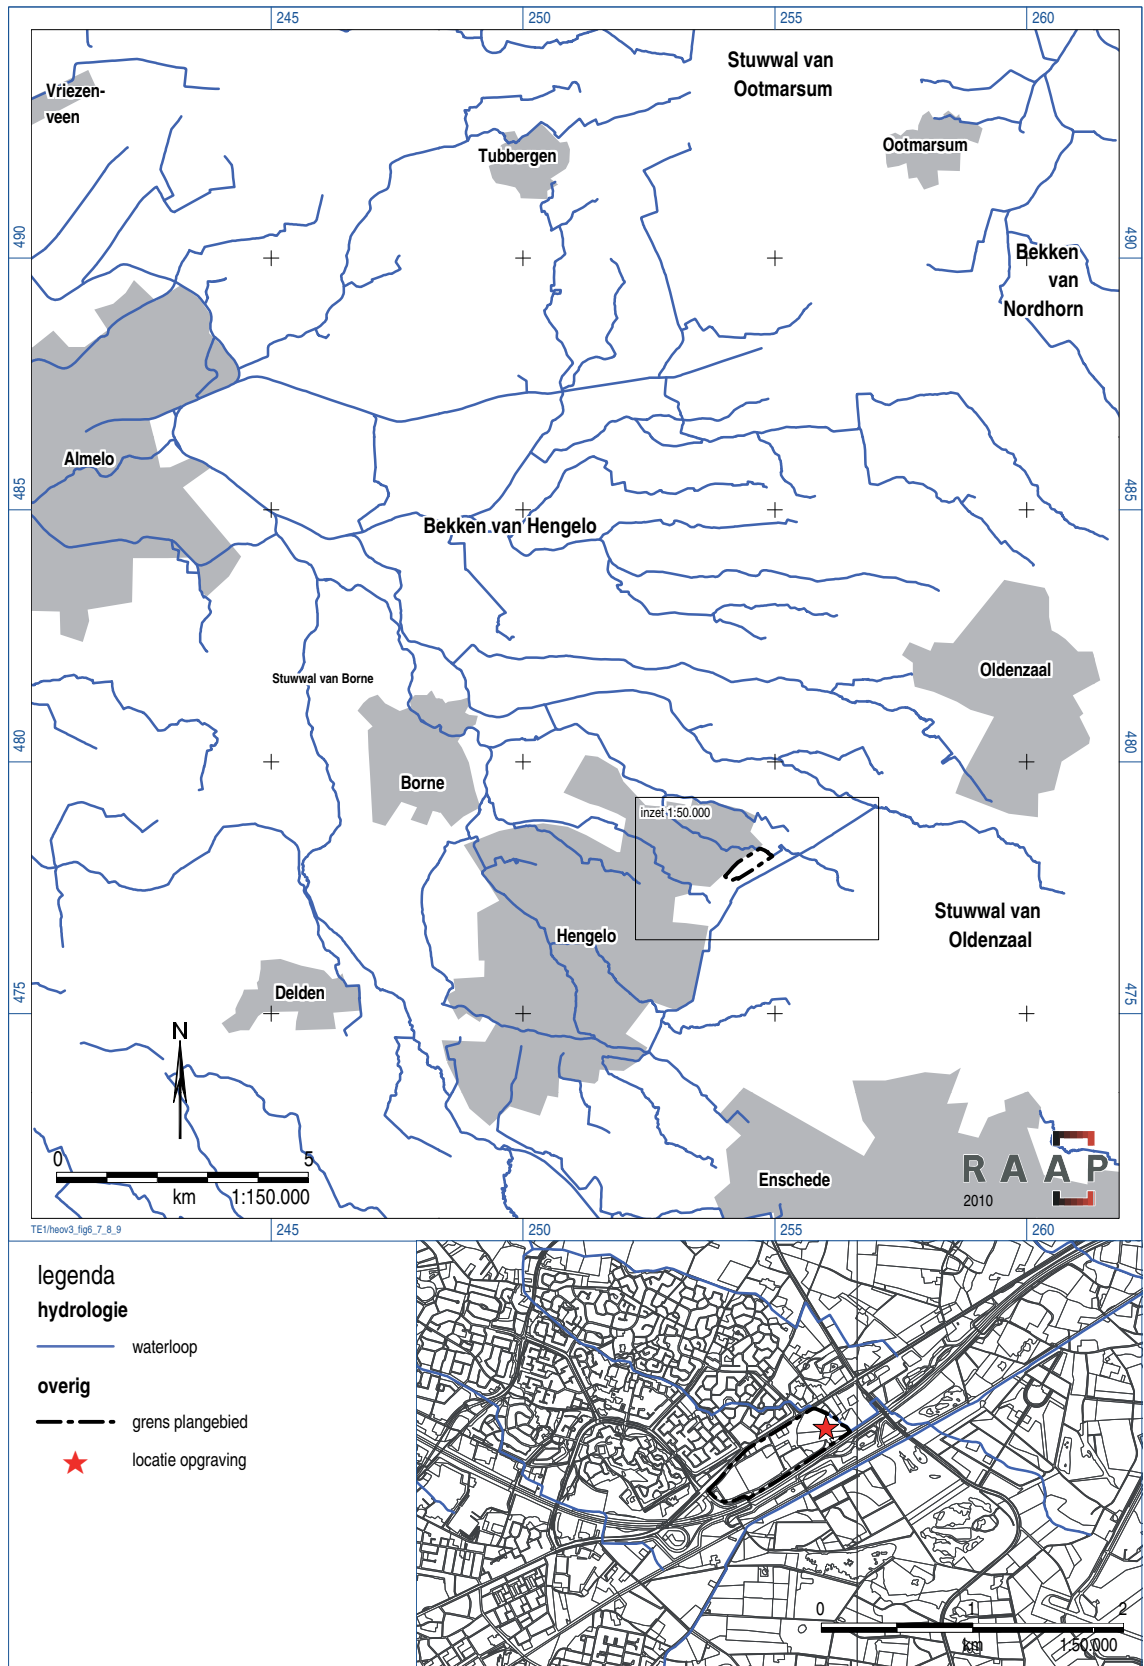 245
250
255
260
Stuwwal van
Ootmarsum
Vriezen-
veen
Tubbergen
Ootmarsum
490
490
Bekken
van
Nordhorn
Almelo
485
485
Bekken van Hengelo
Stuwwal van Borne
Oldenzaal
480
480
Borne
inzet 1:50.000
Stuwwal van
Oldenzaal
Hengelo
Delden
475
475
N
0
5
km
1:150.000
Enschede
RAAP
2010
TE1/heov3_fig6_7_8_9
245
250
255
260
legenda
hydrologie
waterloop
overig
grens plangebied
locatie opgraving
0
1
2
km
1:50.000